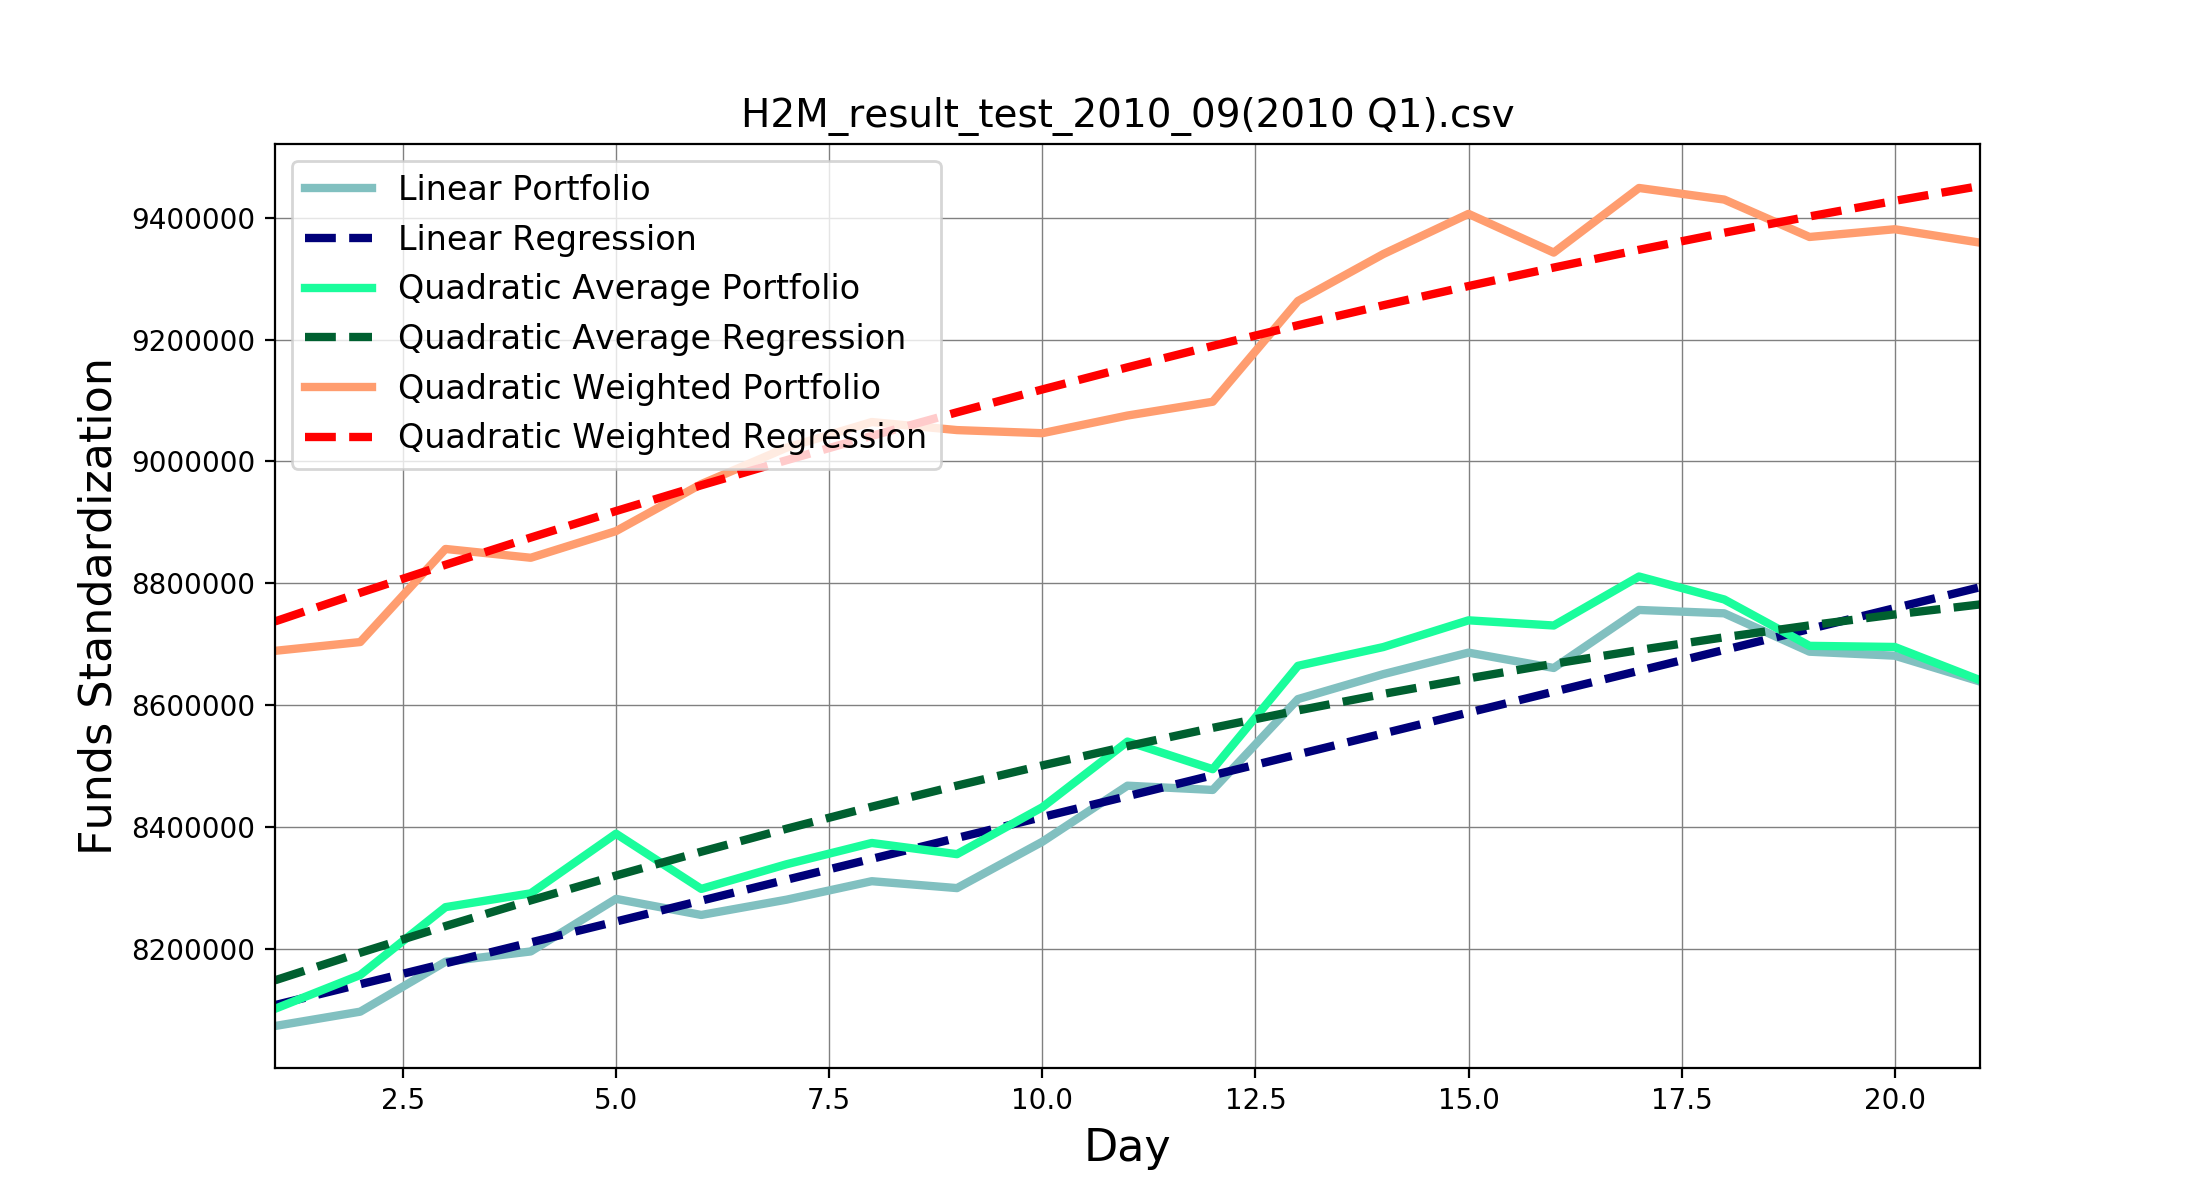 H2M_result_test_2010_09(2010 Q1).csv
Linear Portfolio
Linear Regression
Quadratic Average Portfolio
Quadratic Average Regression
Quadratic Weighted Portfolio
Quadratic Weighted Regression
Funds Standardization
9400000
9200000
9000000
8800000
8600000
8400000
8200000
2.5 5.0 7.5 10.0 12.5 15.0 17.5 20.0
Day